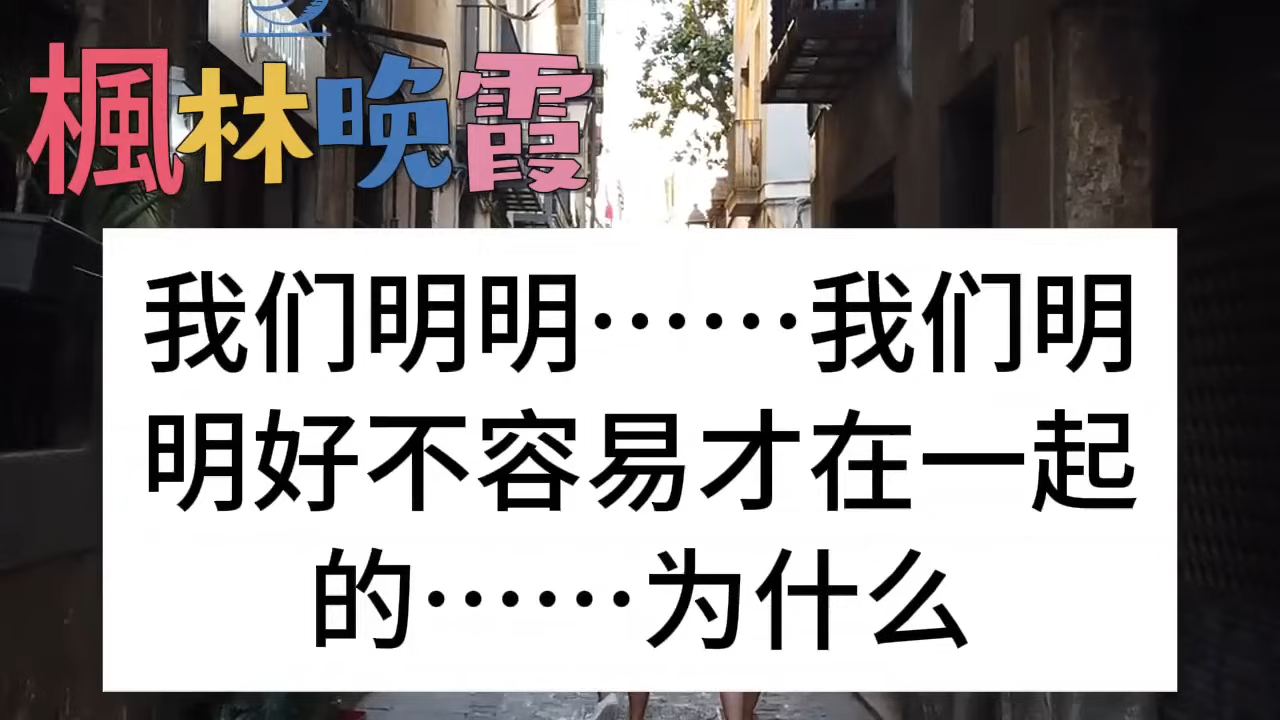 楓林晚霞
我们明明……我们明
明好不容易才在一起
的……为什么